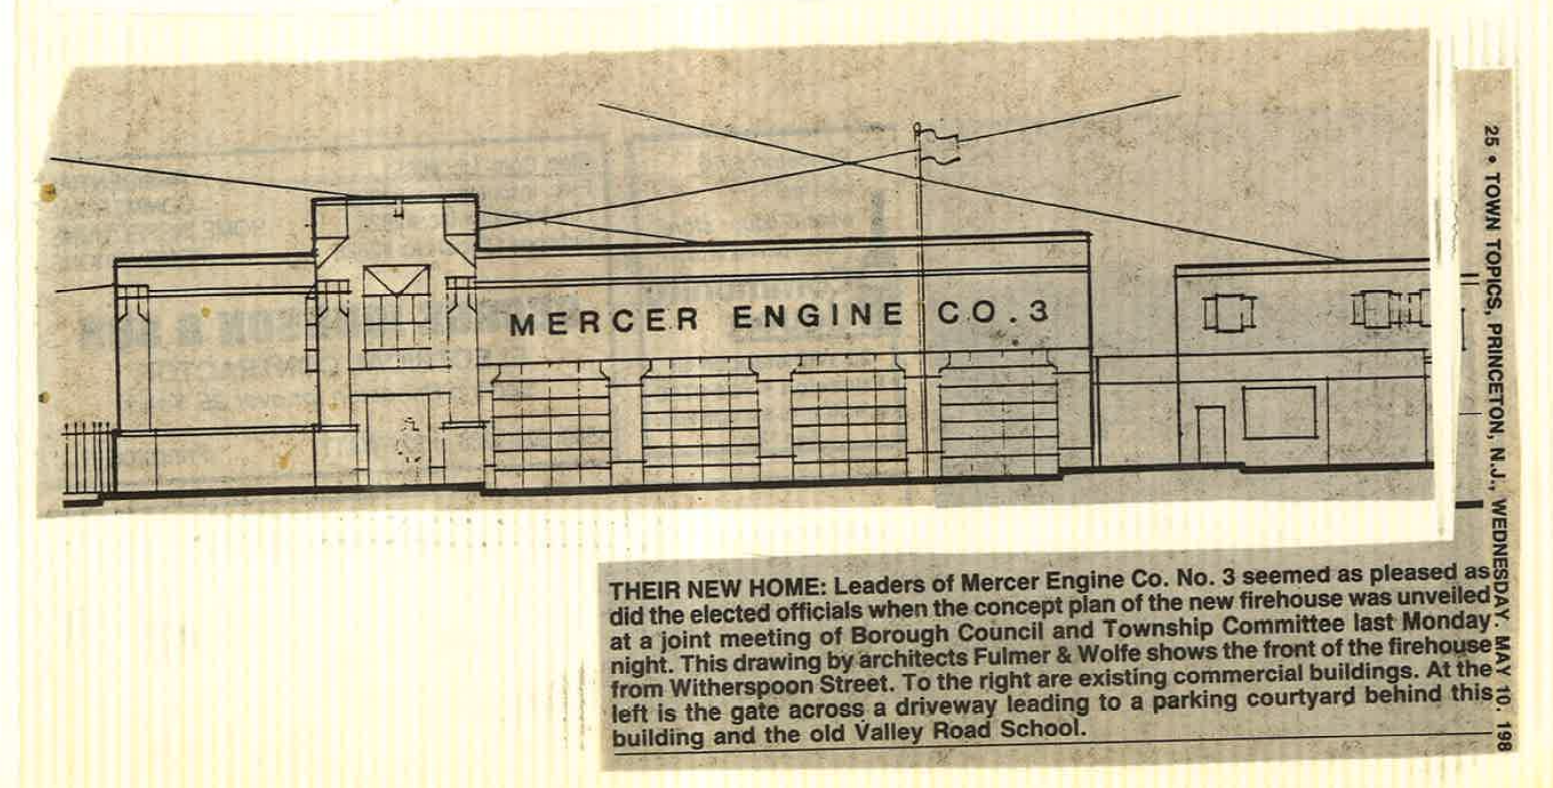 MERCER ENGINE CO. 3
25 • TOWN TOPICS, PRINCETON, N.J., WEDNESDAY, MAY 10, 198
THEIR NEW HOME: Leaders of Mercer Engine Co. No. 3 seemed as pleased as
did the elected officials when the concept plan of the new firehouse was unveiled
at a joint meeting of Borough Council and Township Committee last Monday
night. This drawing by architects Fulmer & Wolfe shows the front of the firehouse
from Witherspoon Street. To the right are existing commercial buildings. At the
left is the gate across a driveway leading to a parking courtyard behind this
building and the old Valley Road School.